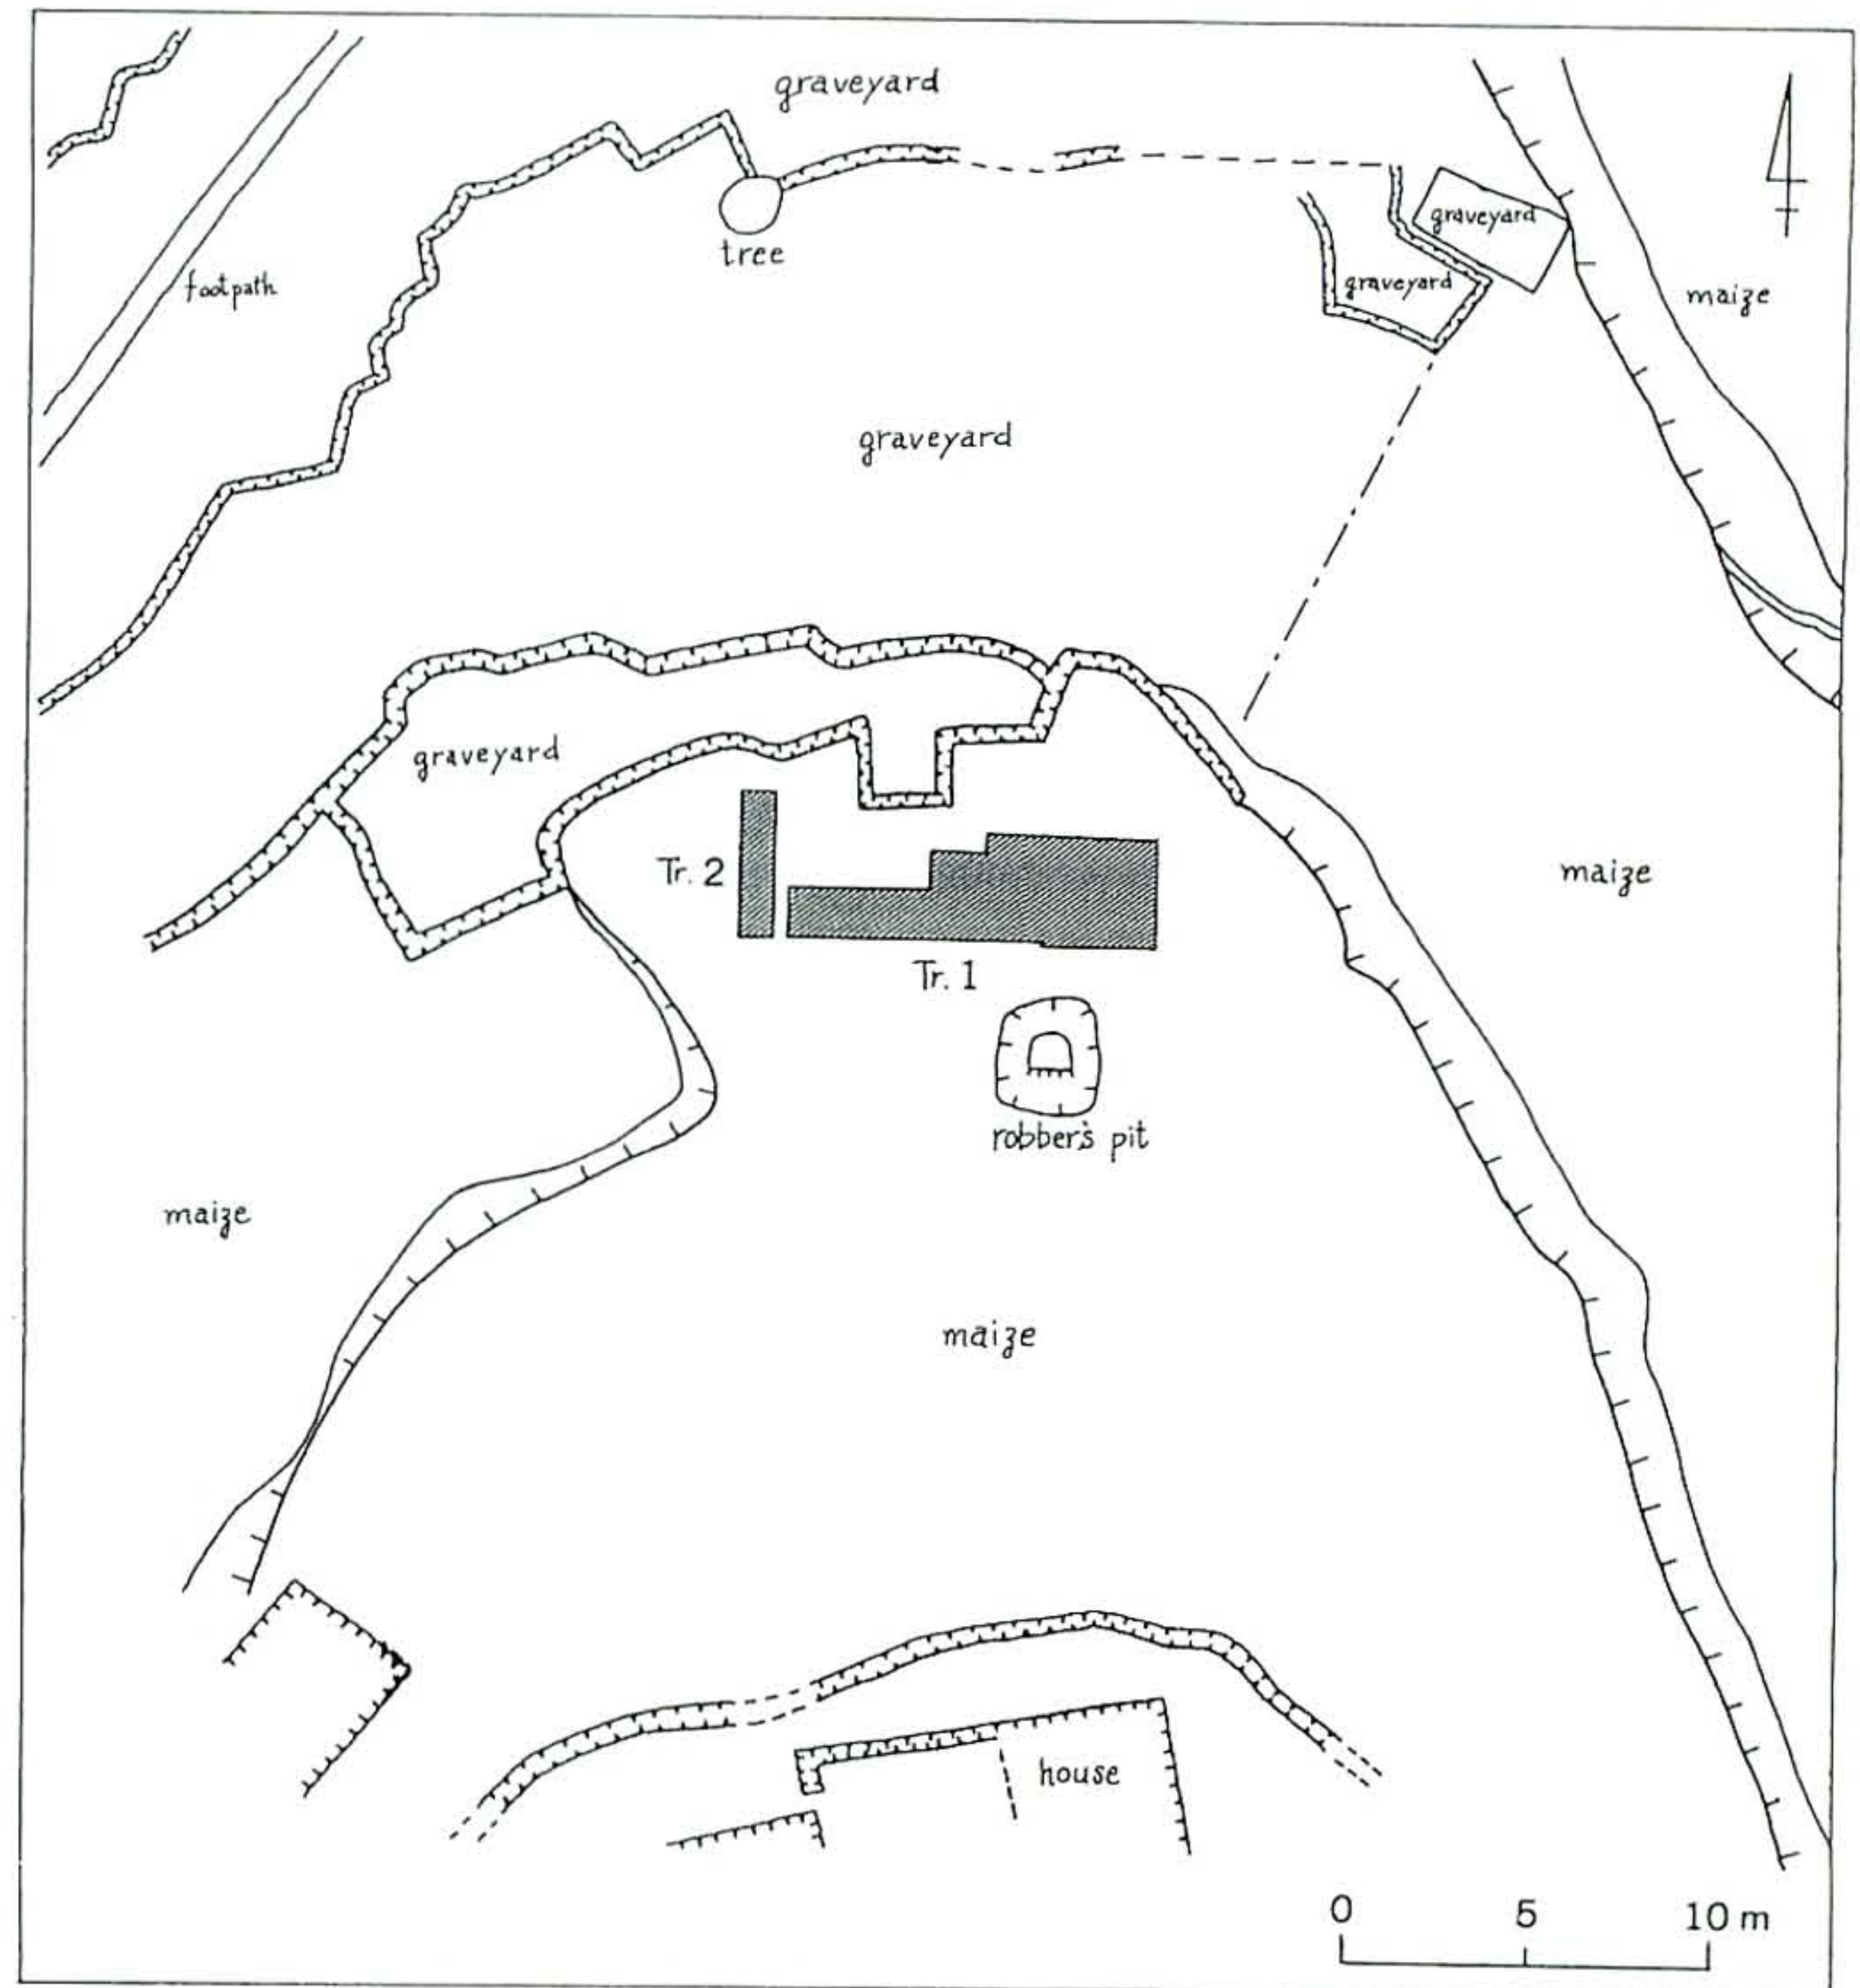 graveyard
tree
graveyard
footpath
graveyard
maize
graveyard
graveyard
Tr. 2
maize
Tr. 1
robber's pit
maize
maize
house
0 5 10 m